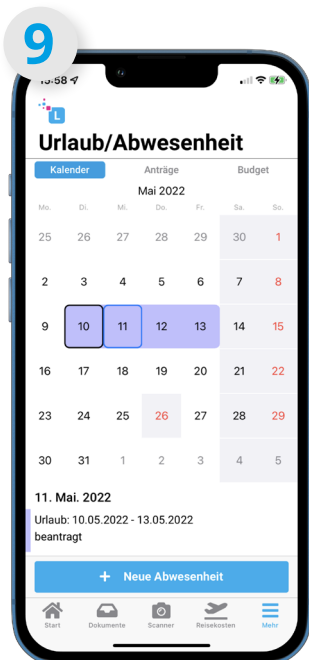 9
15:58
L
Urlaub/Abwesenheit
Kalender Anträge Budget
Mai 2022
Mo. Di. Mi. Do. Fr. Sa. So.
25 26 27 28 29 30 1
2 3 4 5 6 7 8
9 10 11 12 13 14 15
16 17 18 19 20 21 22
23 24 25 26 27 28 29
30 31 1 2 3 4 5
11. Mai. 2022
Urlaub: 10.05.2022 - 13.05.2022
beantragt
+ Neue Abwesenheit
Start Dokumente Scanner Reisekosten Mehr